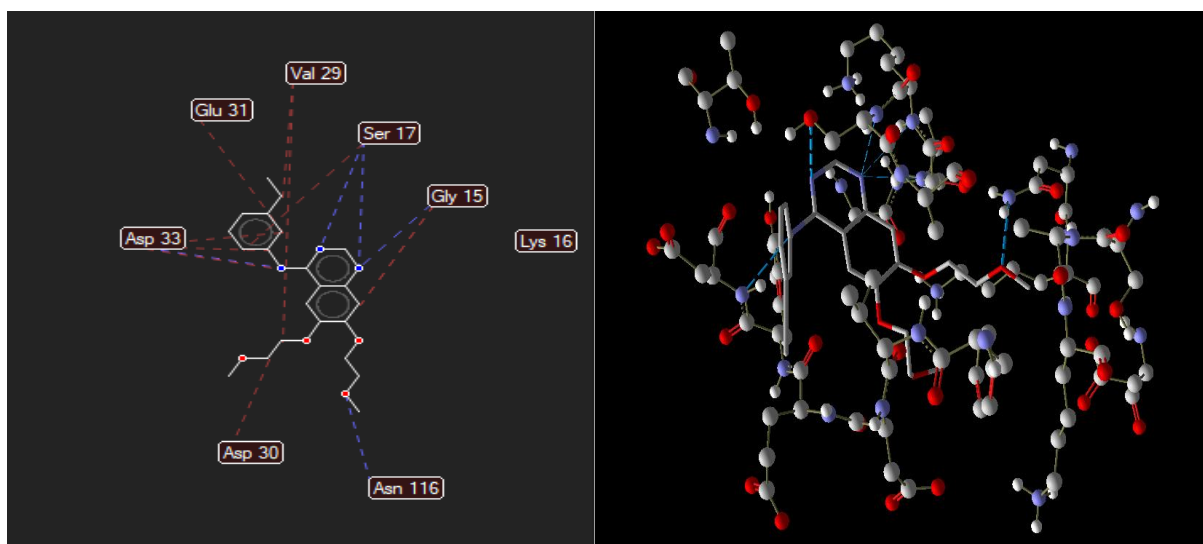 Val 29
Glu 31
Ser 17
Gly 15
Asp 33
Lys 16
Asp 30
Asn 116